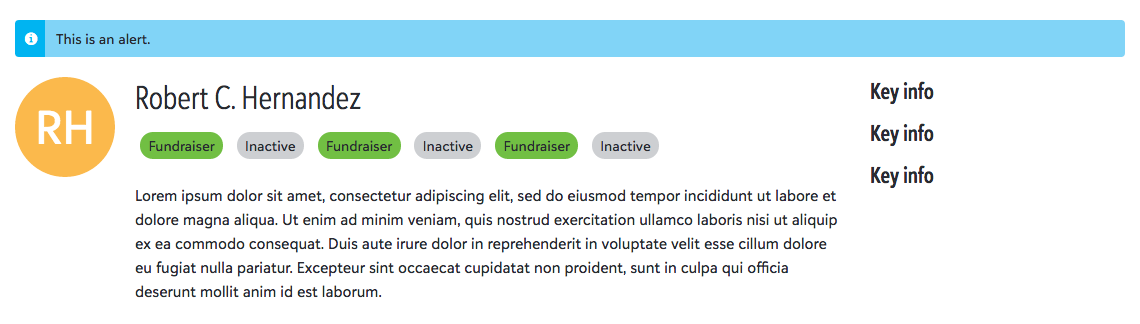 This is an alert.
RH
Robert C. Hernandez
Fundraiser Inactive Fundraiser Inactive Fundraiser Inactive
Lorem ipsum dolor sit amet, consectetur adipiscing elit, sed do eiusmod tempor incididunt ut labore et
dolore magna aliqua. Ut enim ad minim veniam, quis nostrud exercitation ullamco laboris nisi ut aliquip
ex ea commodo consequat. Duis aute irure dolor in reprehenderit in voluptate velit esse cillum dolore
eu fugiat nulla pariatur. Excepteur sint occaecat cupidatat non proident, sunt in culpa qui officia
deserunt mollit anim id est laborum.
Key info
Key info
Key info